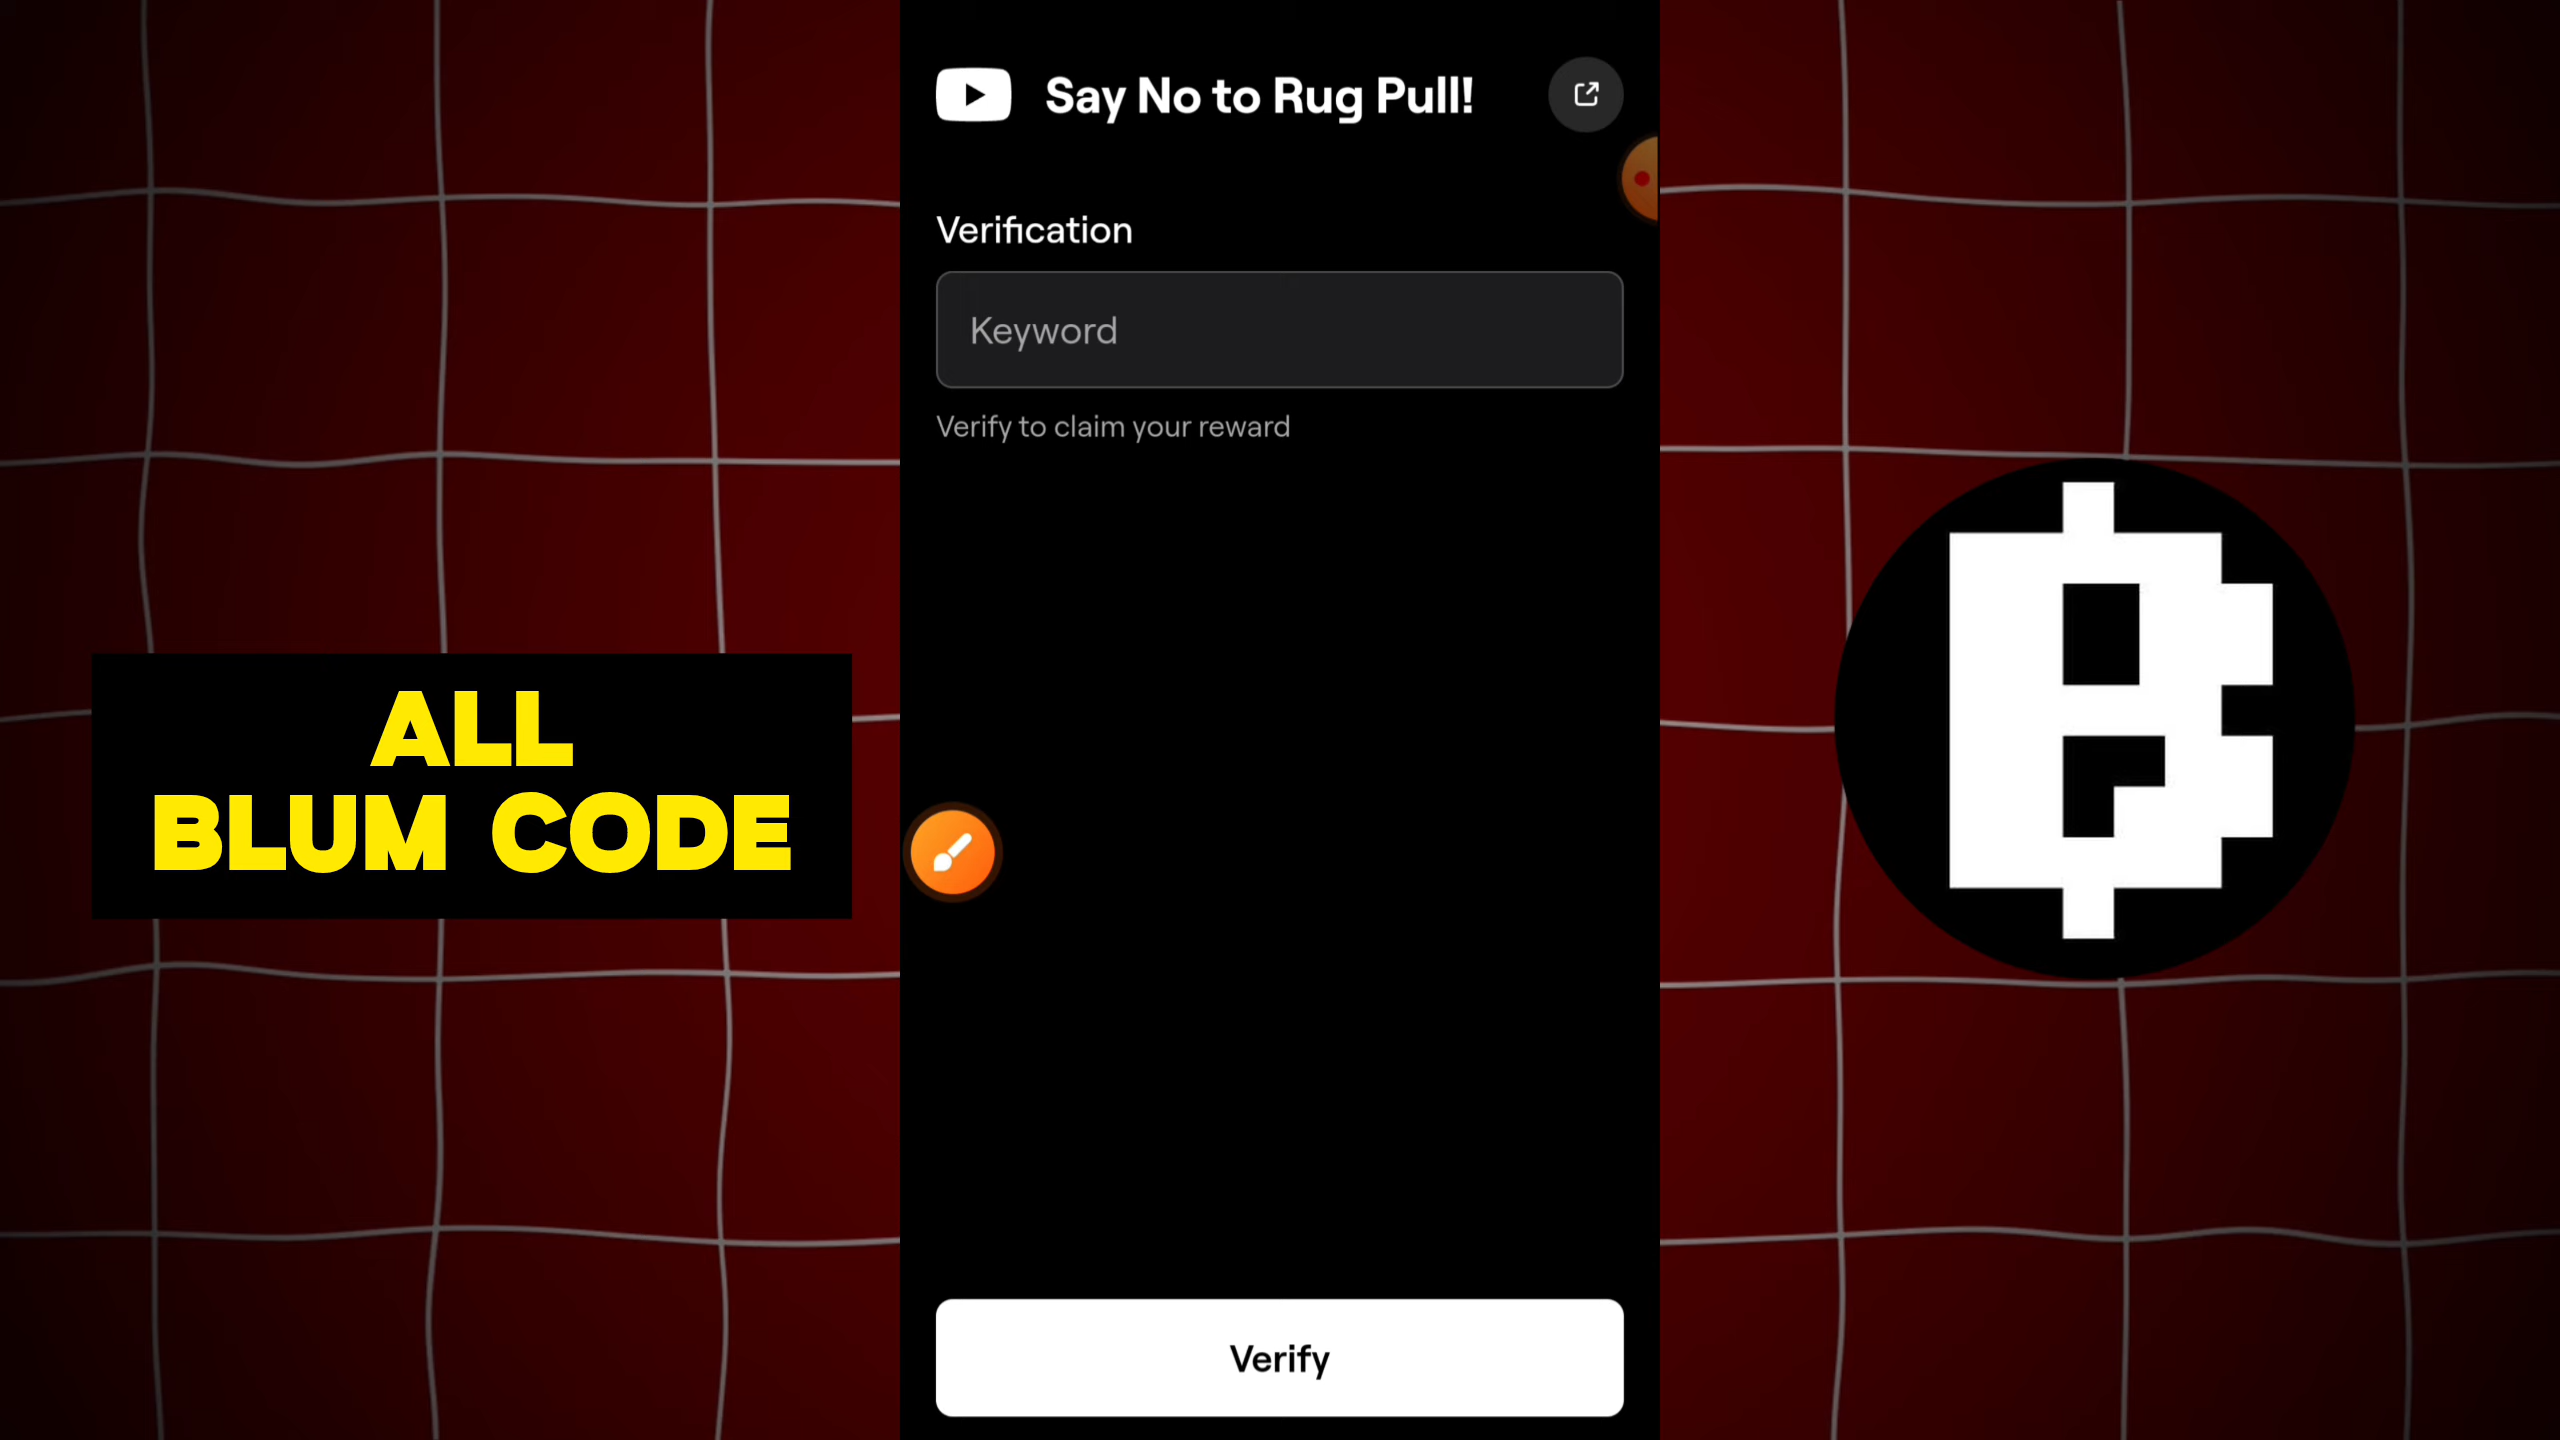 Say No to Rug Pull!
Verification
Keyword
Verify to claim your reward
ALL
BLUM CODE
Verify